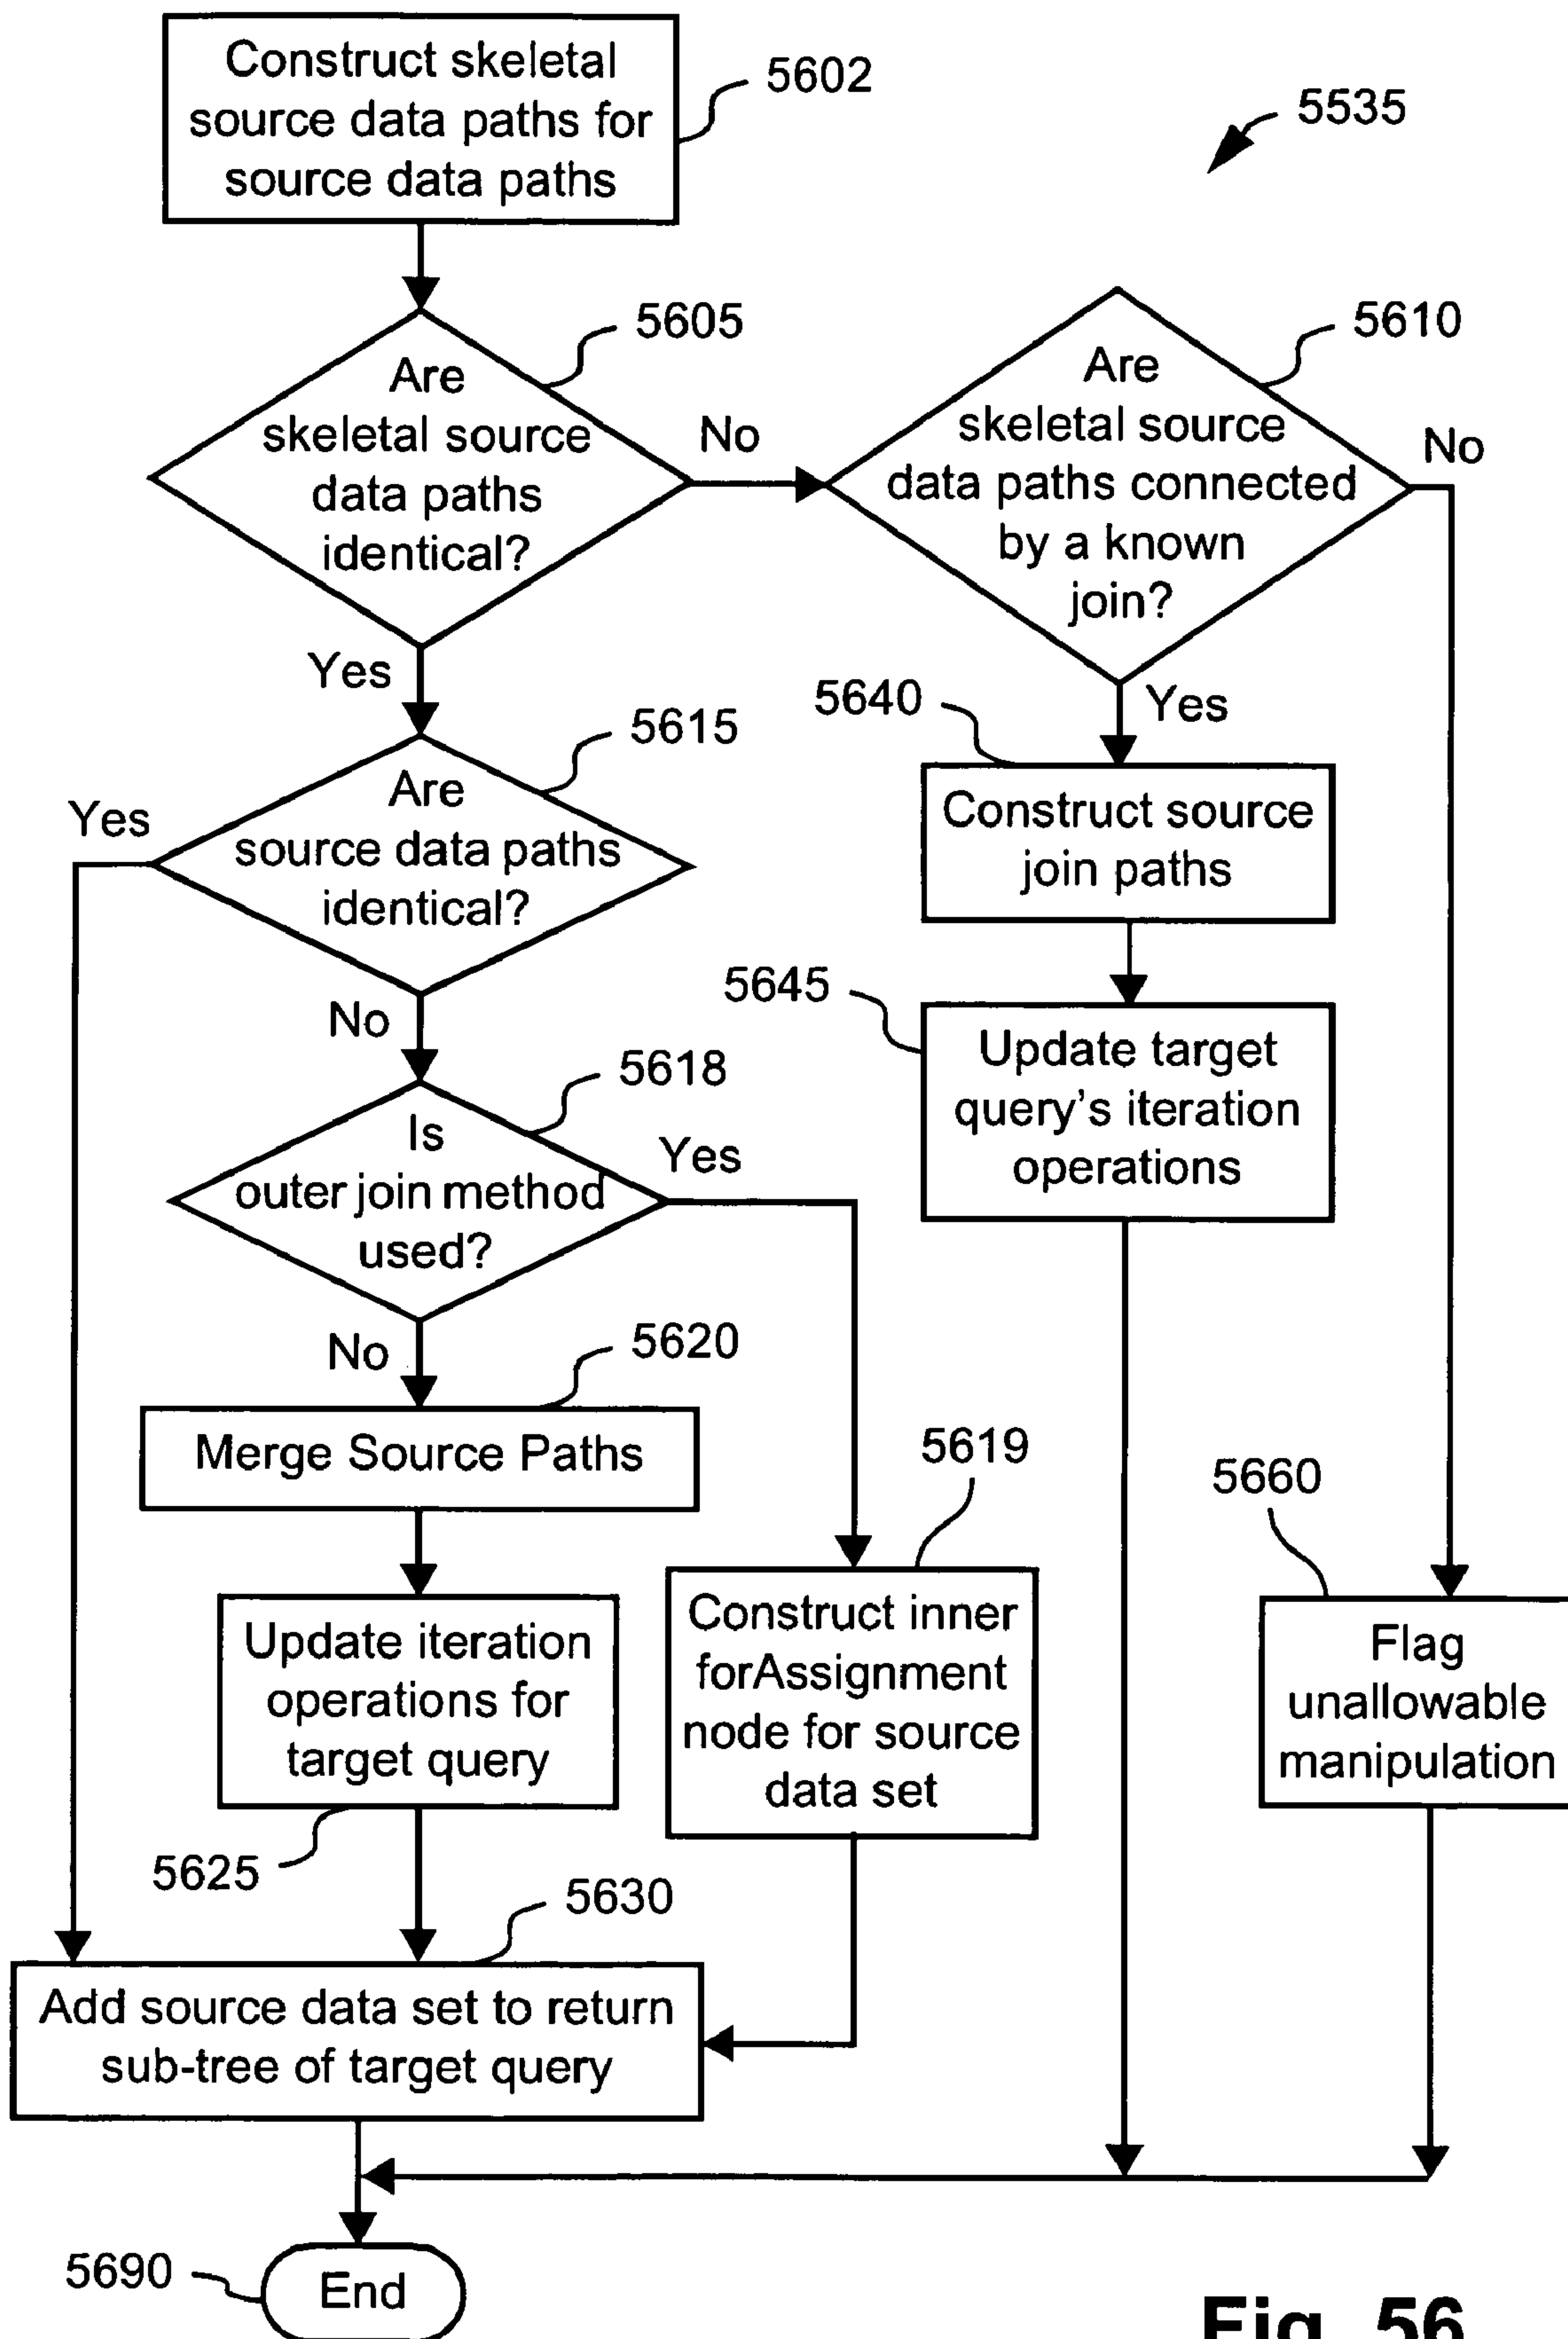 Construct skeletal
source data paths for
source data paths
5602
5535
Are
skeletal source
data paths
identical?
5605
No
Yes
Are
skeletal source
data paths connected
by a known
join?
5610
No
Yes
Are
source data paths
identical?
5615
Yes
No
5640
Construct source
join paths
5645
Update target
query's iteration
operations
Is
outer join method
used?
5618
Yes
No
5620
Merge Source Paths
5619
Construct inner
forAssignment
node for source
data set
5660
Flag
unallowable
manipulation
Update iteration
operations for
target query
5625
5630
Add source data set to return
sub-tree of target query
5690
End
Fig. 56